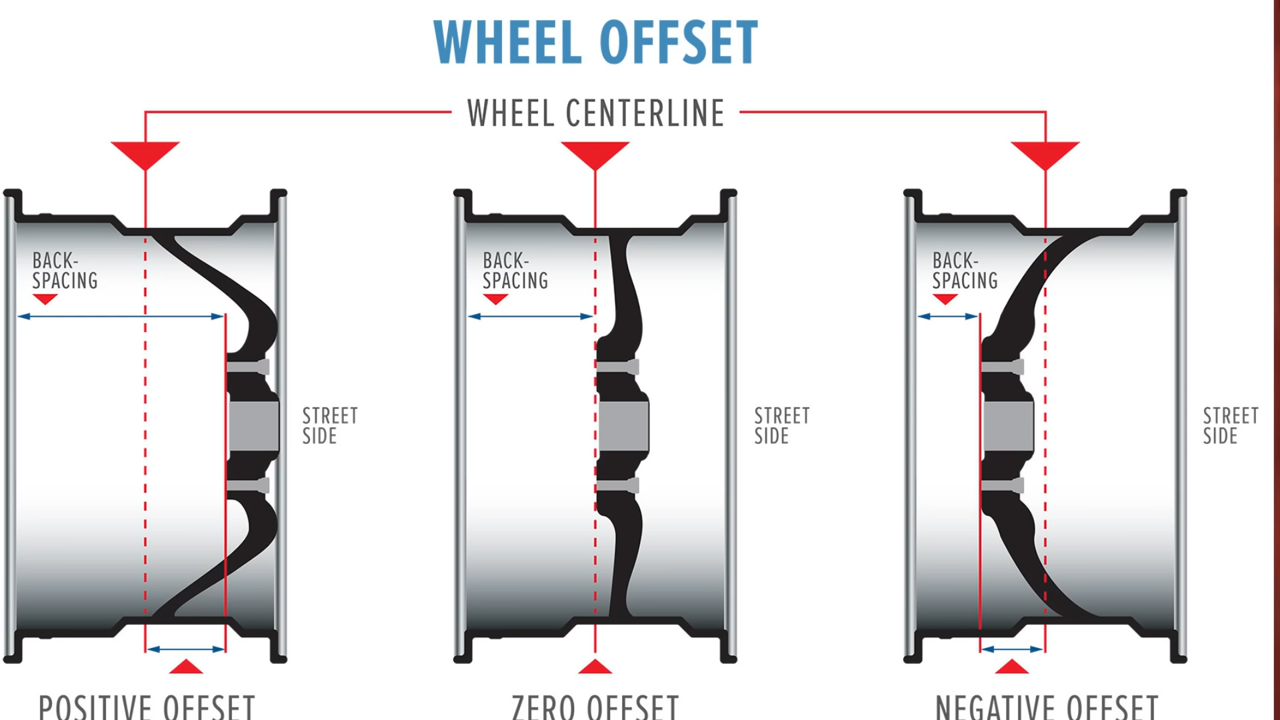 WHEEL OFFSET
WHEEL CENTERLINE
BACK-
SPACING
STREET
SIDE
POSITIVE OFFSET
BACK-
SPACING
STREET
SIDE
ZERO OFFSET
BACK-
SPACING
STREET
SIDE
NEGATIVE OFFSET